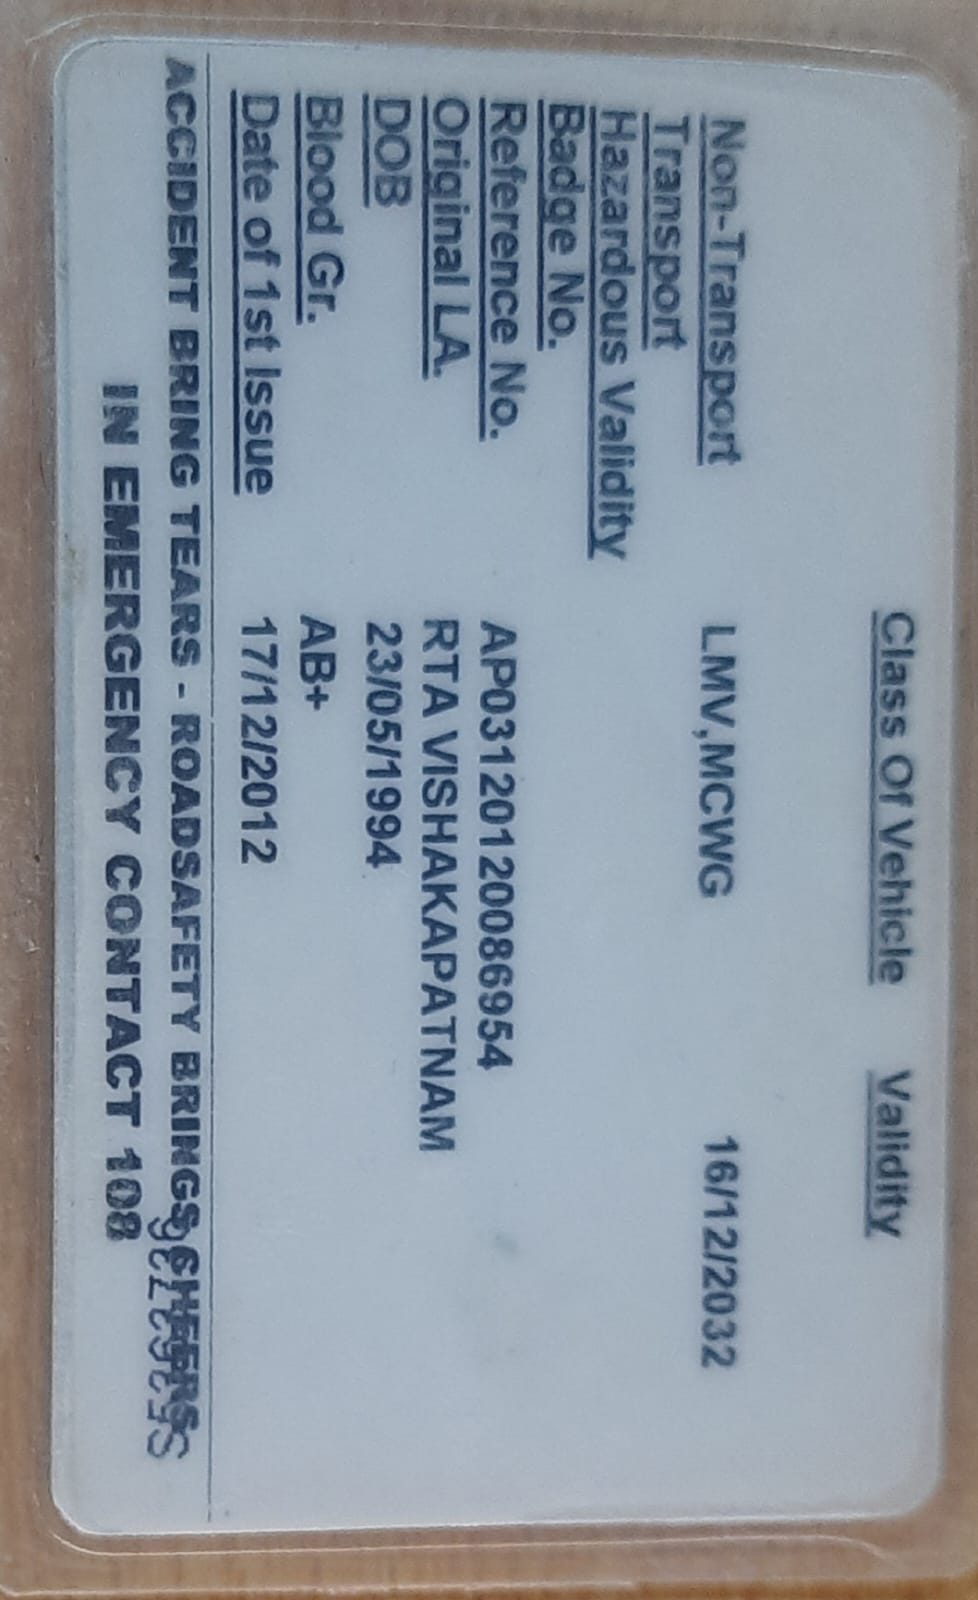 Class Of Vehicle Validity
Non-Transport LMV,MCWG 16/12/2032
Transport
Hazardous Validity
Badge No.
Reference No. AP03120120086954
Original LA. RTA VISHAKAPATNAM
DOB 23/05/1994
Blood Gr. AB+
Date of 1st Issue 17/12/2012
ACCIDENT BRING TEARS - ROADSAFETY BRINGS CHEERS
IN EMERGENCY CONTACT 108